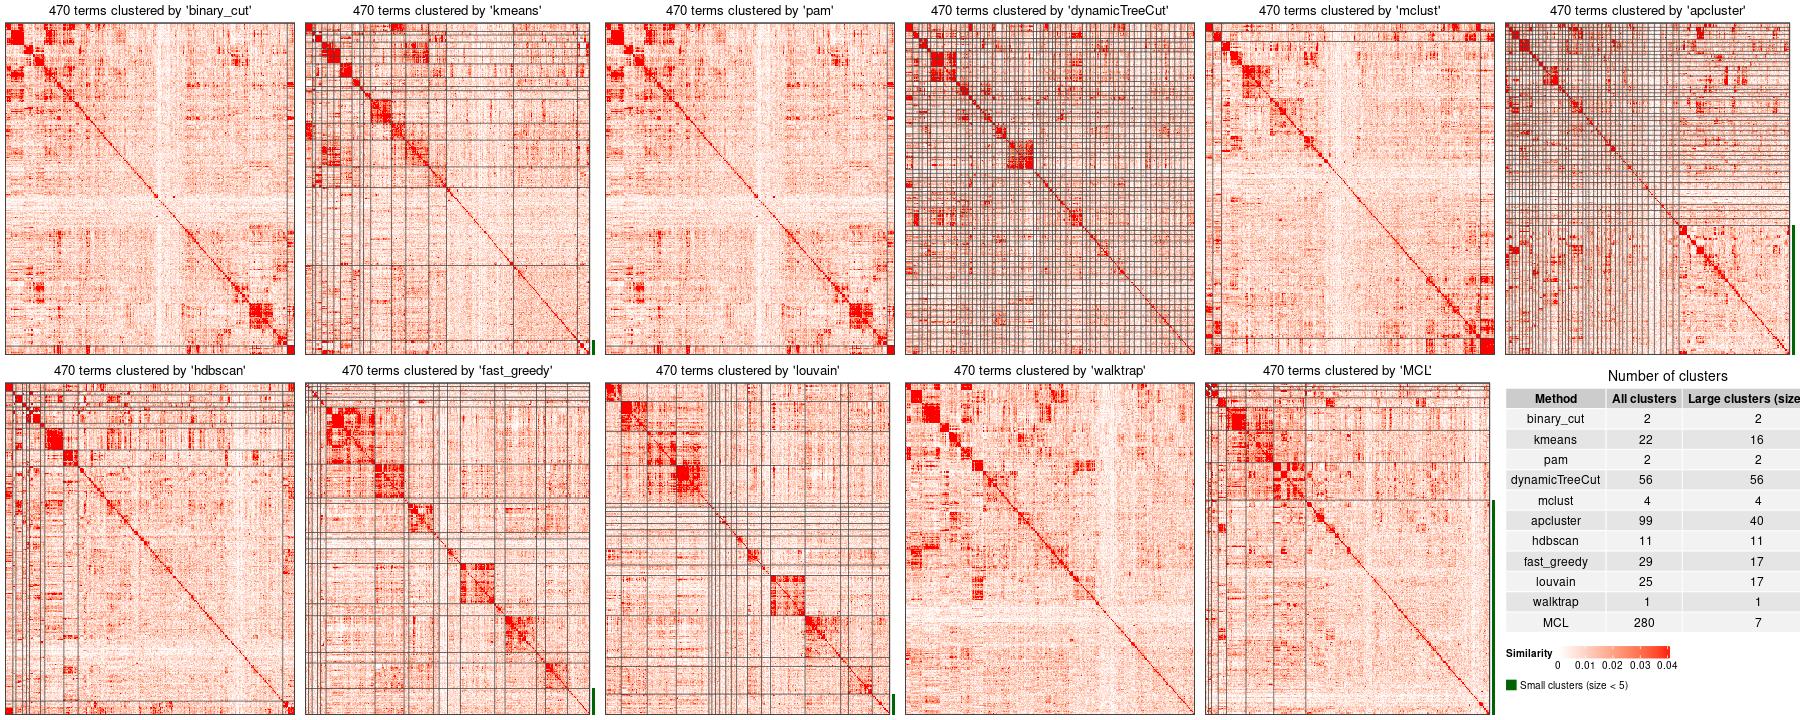 470 terms clustered by 'binary_cut'
470 terms clustered by 'kmeans'
470 terms clustered by 'pam'
470 terms clustered by 'dynamicTreeCut'
470 terms clustered by 'mclust'
470 terms clustered by 'apcluster'
470 terms clustered by 'hdbscan'
470 terms clustered by 'fast_greedy'
470 terms clustered by 'louvain'
470 terms clustered by 'walktrap'
470 terms clustered by 'MCL'
Number of clusters
Method All clusters Large clusters (size
binary_cut 2 2
kmeans 22 16
pam 2 2
dynamicTreeCut 56 56
mclust 4 4
apcluster 99 40
hdbscan 11 11
fast_greedy 29 17
louvain 25 17
walktrap 1 1
MCL 280 7
Similarity
0 0.01 0.02 0.03 0.04
Small clusters (size < 5)